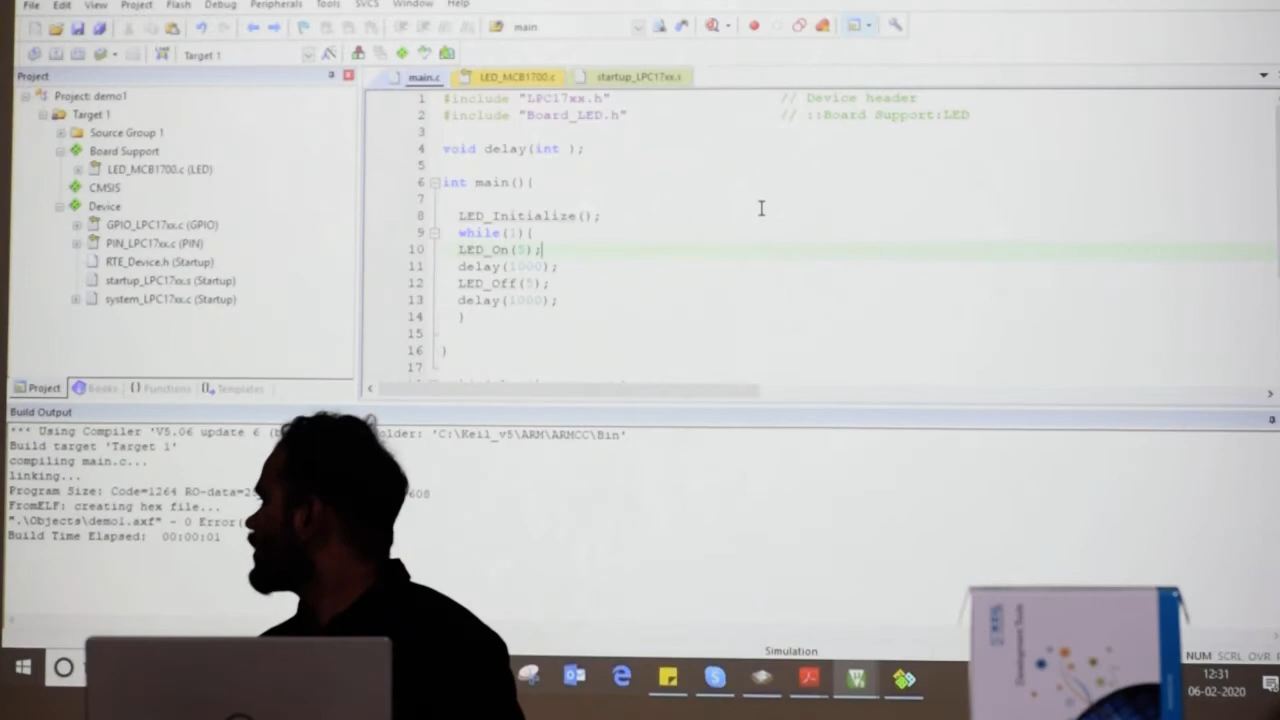 File Edit View Project Flash Debug Peripherals Tools SVCS Window Help
main
Target 1
Project
main.c LED_MCB1700.c startup_LPC17xx.s
Project: demo1
Target 1
Source Group 1
Board Support
LED_MCB1700.c (LED)
CMSIS
Device
GPIO_LPC17xx.c (GPIO)
PIN_LPC17xx.c (PIN)
RTE_Device.h (Startup)
startup_LPC17xx.s (Startup)
system_LPC17xx.c (Startup)
Project Books {} Functions Templates
1 #include "LPC17xx.h" // Device header
2 #include "Board_LED.h" // ::Board Support:LED
3
4 void delay(int );
5
6 int main(){
7
8 LED_Initialize();
9 while(1){
10 LED_On(5);
11 delay(1000);
12 LED_Off(5);
13 delay(1000);
14 }
15
16 }
17
Build Output
*** Using Compiler 'V5.06 update 6 (b older: 'C:\Keil_v5\ARM\ARMCC\Bin'
Build target 'Target 1'
compiling main.c...
linking...
Program Size: Code=1264 RO-data=2 608
FromELF: creating hex file...
".\Objects\demo1.axf" - 0 Error(
Build Time Elapsed: 00:00:01
Simulation
NUM SCRL OVR
12:31
06-02-2020
KEIL
Development Tools